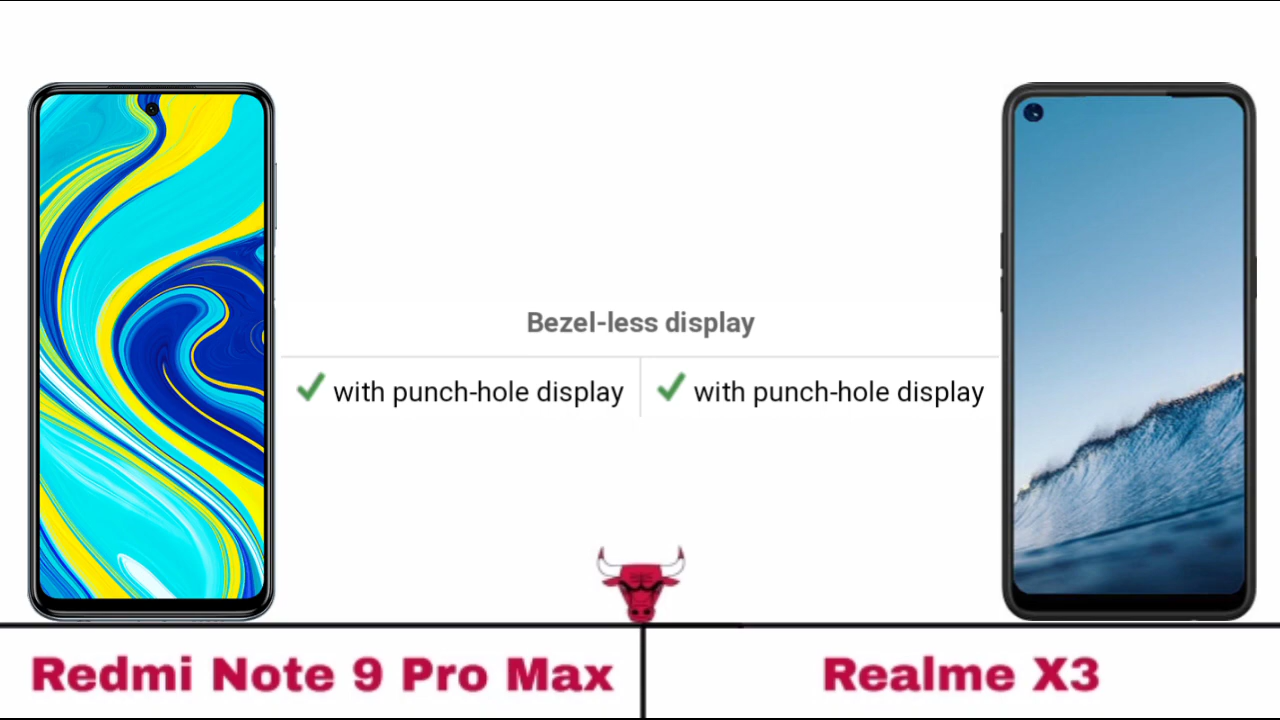 Bezel-less display
with punch-hole display
with punch-hole display
Redmi Note 9 Pro Max
Realme X3